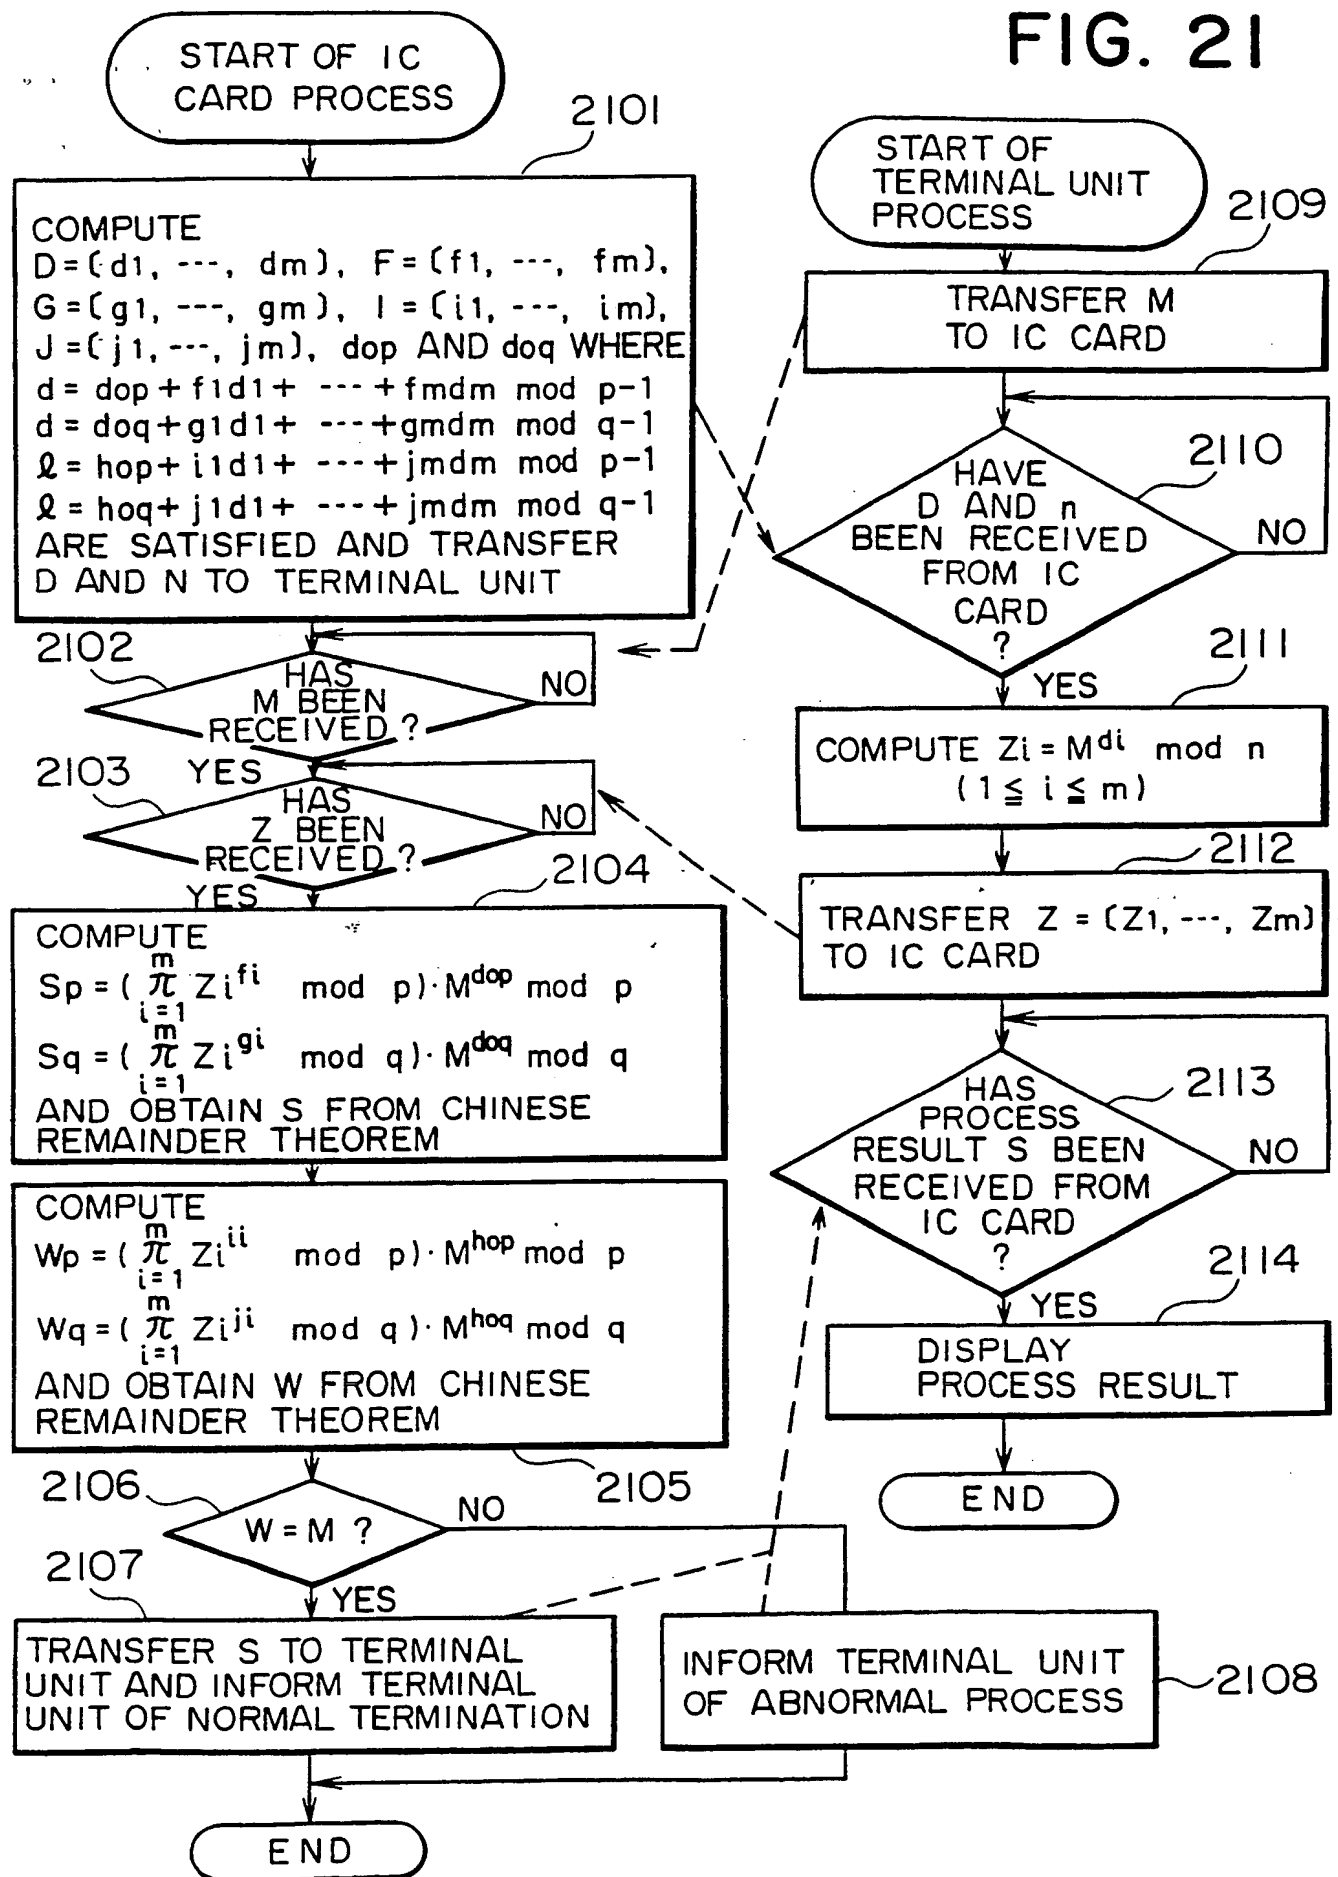 FIG. 21
START OF IC
CARD PROCESS
2101
COMPUTE
D=(d1, ---, dm), F=(f1, ---, fm),
G=(g1, ---, gm), I=(i1, ---, im),
J=(j1, ---, jm), dop AND doq WHERE
d= dop+f1d1+ ---+fmdm mod p-1
d= doq+g1d1+ ---+gmdm mod q-1
ℓ= hop+i1d1+ ---+jmdm mod p-1
ℓ= hoq+j1d1+ ---+jmdm mod q-1
ARE SATISFIED AND TRANSFER
D AND N TO TERMINAL UNIT
2102
HAS
M BEEN
RECEIVED ?
NO
YES
2103
HAS
Z BEEN
RECEIVED ?
NO
YES
2104
COMPUTE
Sp=( m π i=1 Zi^fi mod p)·M^dop mod p
Sq=( m π i=1 Zi^gi mod q)·M^doq mod q
AND OBTAIN S FROM CHINESE
REMAINDER THEOREM
COMPUTE
Wp=( m π i=1 Zi^ii mod p)·M^hop mod p
Wq=( m π i=1 Zi^ji mod q)·M^hoq mod q
AND OBTAIN W FROM CHINESE
REMAINDER THEOREM
2105
2106
W=M ?
NO
YES
2107
TRANSFER S TO TERMINAL
UNIT AND INFORM TERMINAL
UNIT OF NORMAL TERMINATION
INFORM TERMINAL UNIT
OF ABNORMAL PROCESS
2108
END
START OF
TERMINAL UNIT
PROCESS
2109
TRANSFER M
TO IC CARD
2110
HAVE
D AND n
BEEN RECEIVED
FROM IC
CARD
?
NO
YES
2111
COMPUTE Zi=M^di mod n
(1≦ i≦ m)
2112
TRANSFER Z = (Z1, ---, Zm)
TO IC CARD
2113
HAS
PROCESS
RESULT S BEEN
RECEIVED FROM
IC CARD
?
NO
YES
2114
DISPLAY
PROCESS RESULT
END